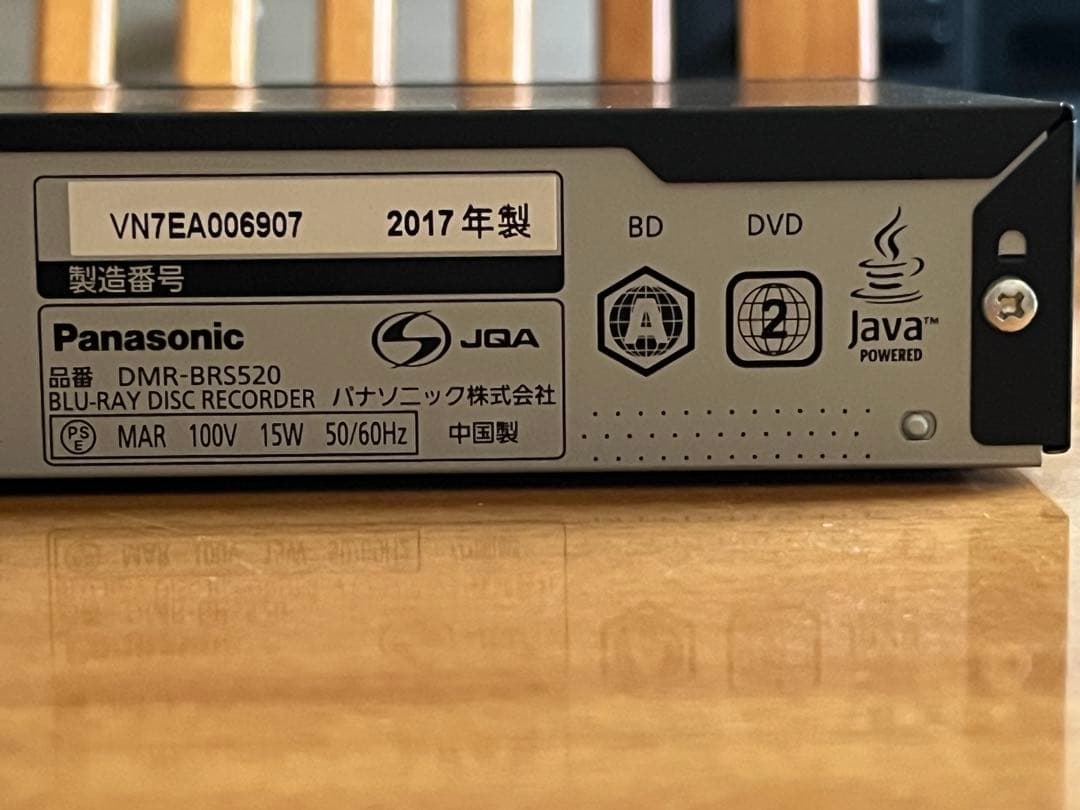 VN7EA006907 2017年製
製造番号
Panasonic JQA
品番 DMR-BRS520
BLU-RAY DISC RECORDER パナソニック株式会社
PSE MAR 100V 15W 50/60Hz 中国製
BD DVD
A 2
Java™
POWERED